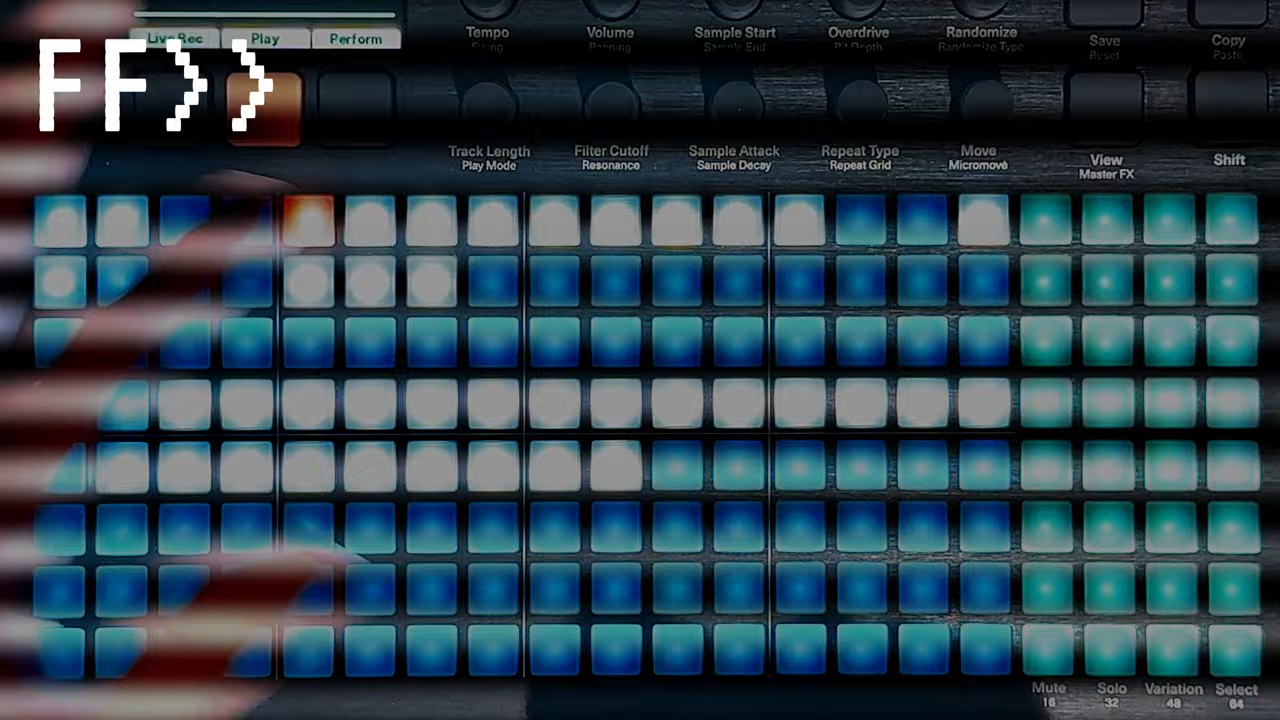 FF>>
Live Rec Play Perform
Tempo Volume Sample Start Overdrive Randomize
Swing Panning Sample End Bit Depth Randomize Type
Save Copy
Reset Paste
Track Length Filter Cutoff Sample Attack Repeat Type Move
Play Mode Resonance Sample Decay Repeat Grid Micromove
View Shift
Master FX
Mute Solo Variation Select
16 32 48 64